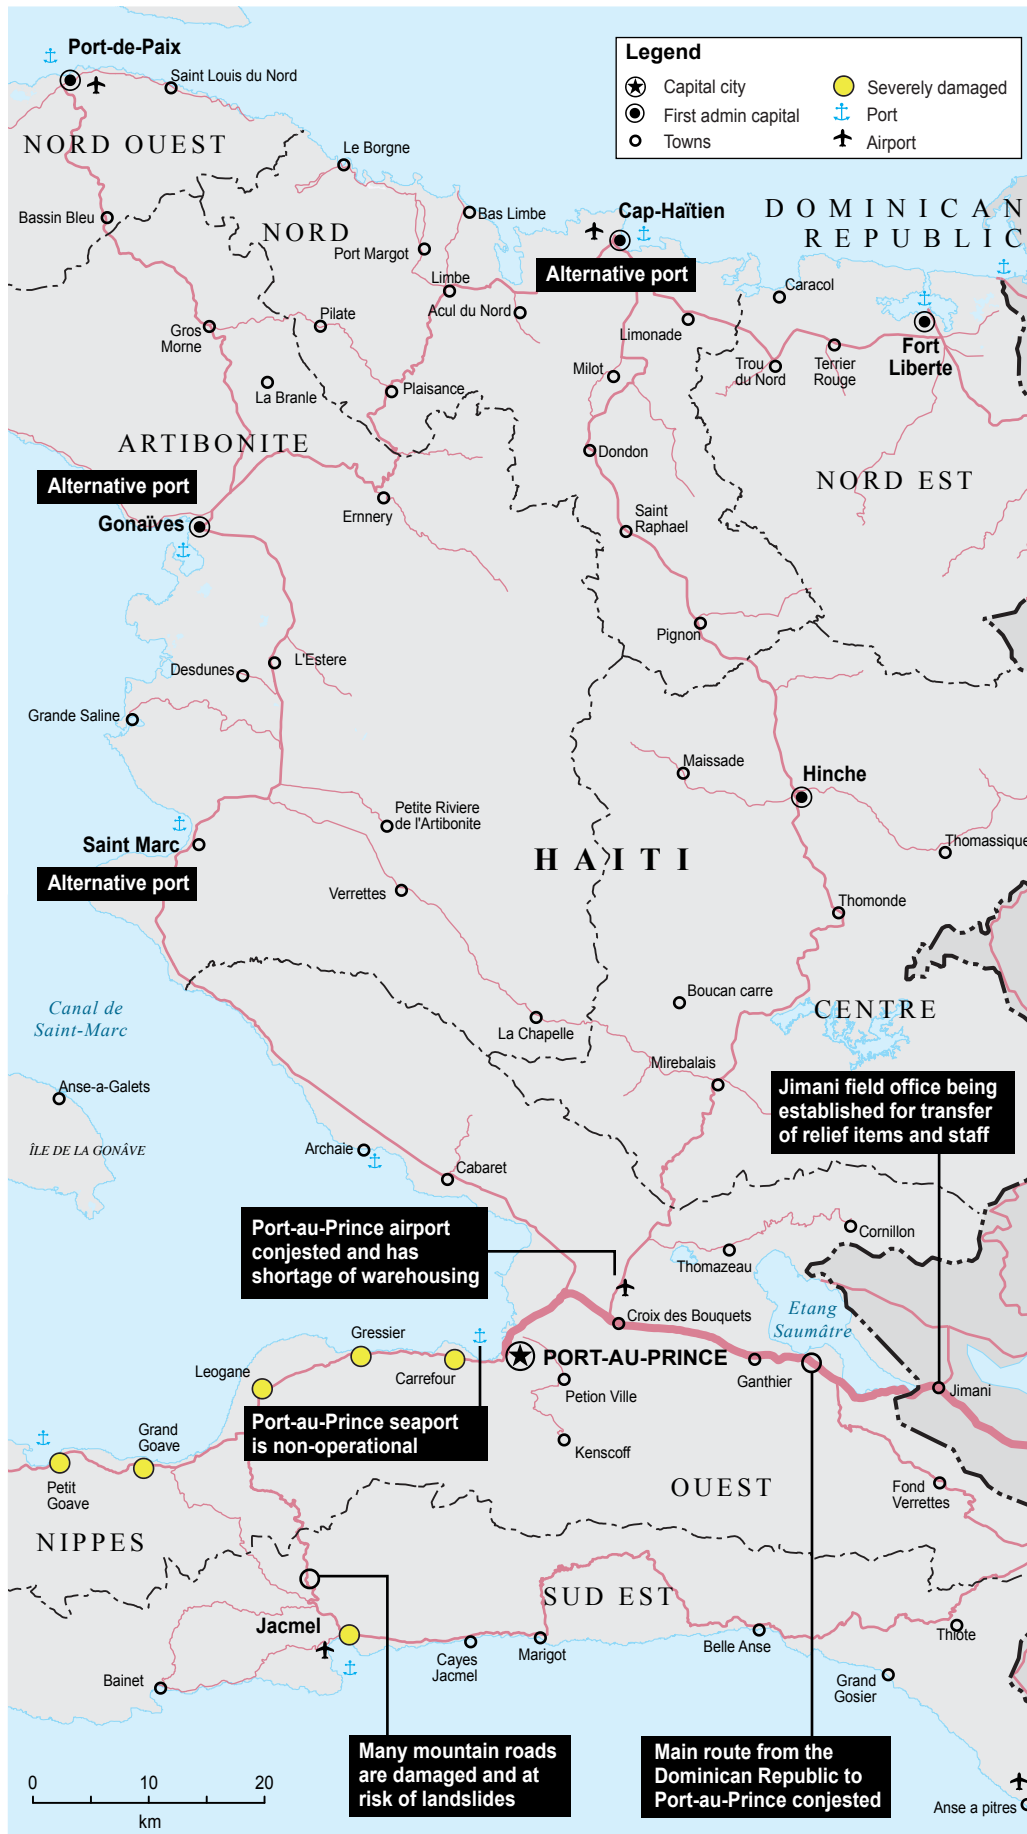 Port-de-Paix
Saint Louis du Nord
Legend
Capital city
First admin capital
Towns
Severely damaged
Port
Airport
NORD OUEST
Le Borgne
Bassin Bleu
NORD
Bas Limbe
Port Margot
Cap-Haïtien
DOMINICAN
REPUBLIC
Alternative port
Limbe
Acul du Nord
Caracol
Limonade
Fort
Liberte
Gros
Morne
Pilate
La Branle
Plaisance
Milot
Trou
du Nord
Terrier
Rouge
ARTIBONITE
Dondon
NORD EST
Alternative port
Gonaïves
Ernnery
Saint
Raphael
Pignon
L'Estere
Desdunes
Grande Saline
Maissade
Hinche
Petite Riviere
de l'Artibonite
Saint Marc
Thomassique
HAITI
Alternative port
Verrettes
Thomonde
Canal de
Saint-Marc
Boucan carre
CENTRE
La Chapelle
Mirebalais
Anse-a-Galets
Jimani field office being
established for transfer
of relief items and staff
ÎLE DE LA GONÂVE
Archaie
Cabaret
Port-au-Prince airport
conjested and has
shortage of warehousing
Cornillon
Thomazeau
Croix des Bouquets
Etang
Saumâtre
Gressier
Leogane
Carrefour
PORT-AU-PRINCE
Ganthier
Petion Ville
Jimani
Port-au-Prince seaport
is non-operational
Grand
Goave
Petit
Goave
Kenscoff
OUEST
Fond
Verrettes
NIPPES
SUD EST
Jacmel
Cayes
Jacmel
Marigot
Belle Anse
Thiote
Bainet
Grand
Gosier
Many mountain roads
are damaged and at
risk of landslides
Main route from the
Dominican Republic to
Port-au-Prince conjested
0 10 20
km
Anse a pitres